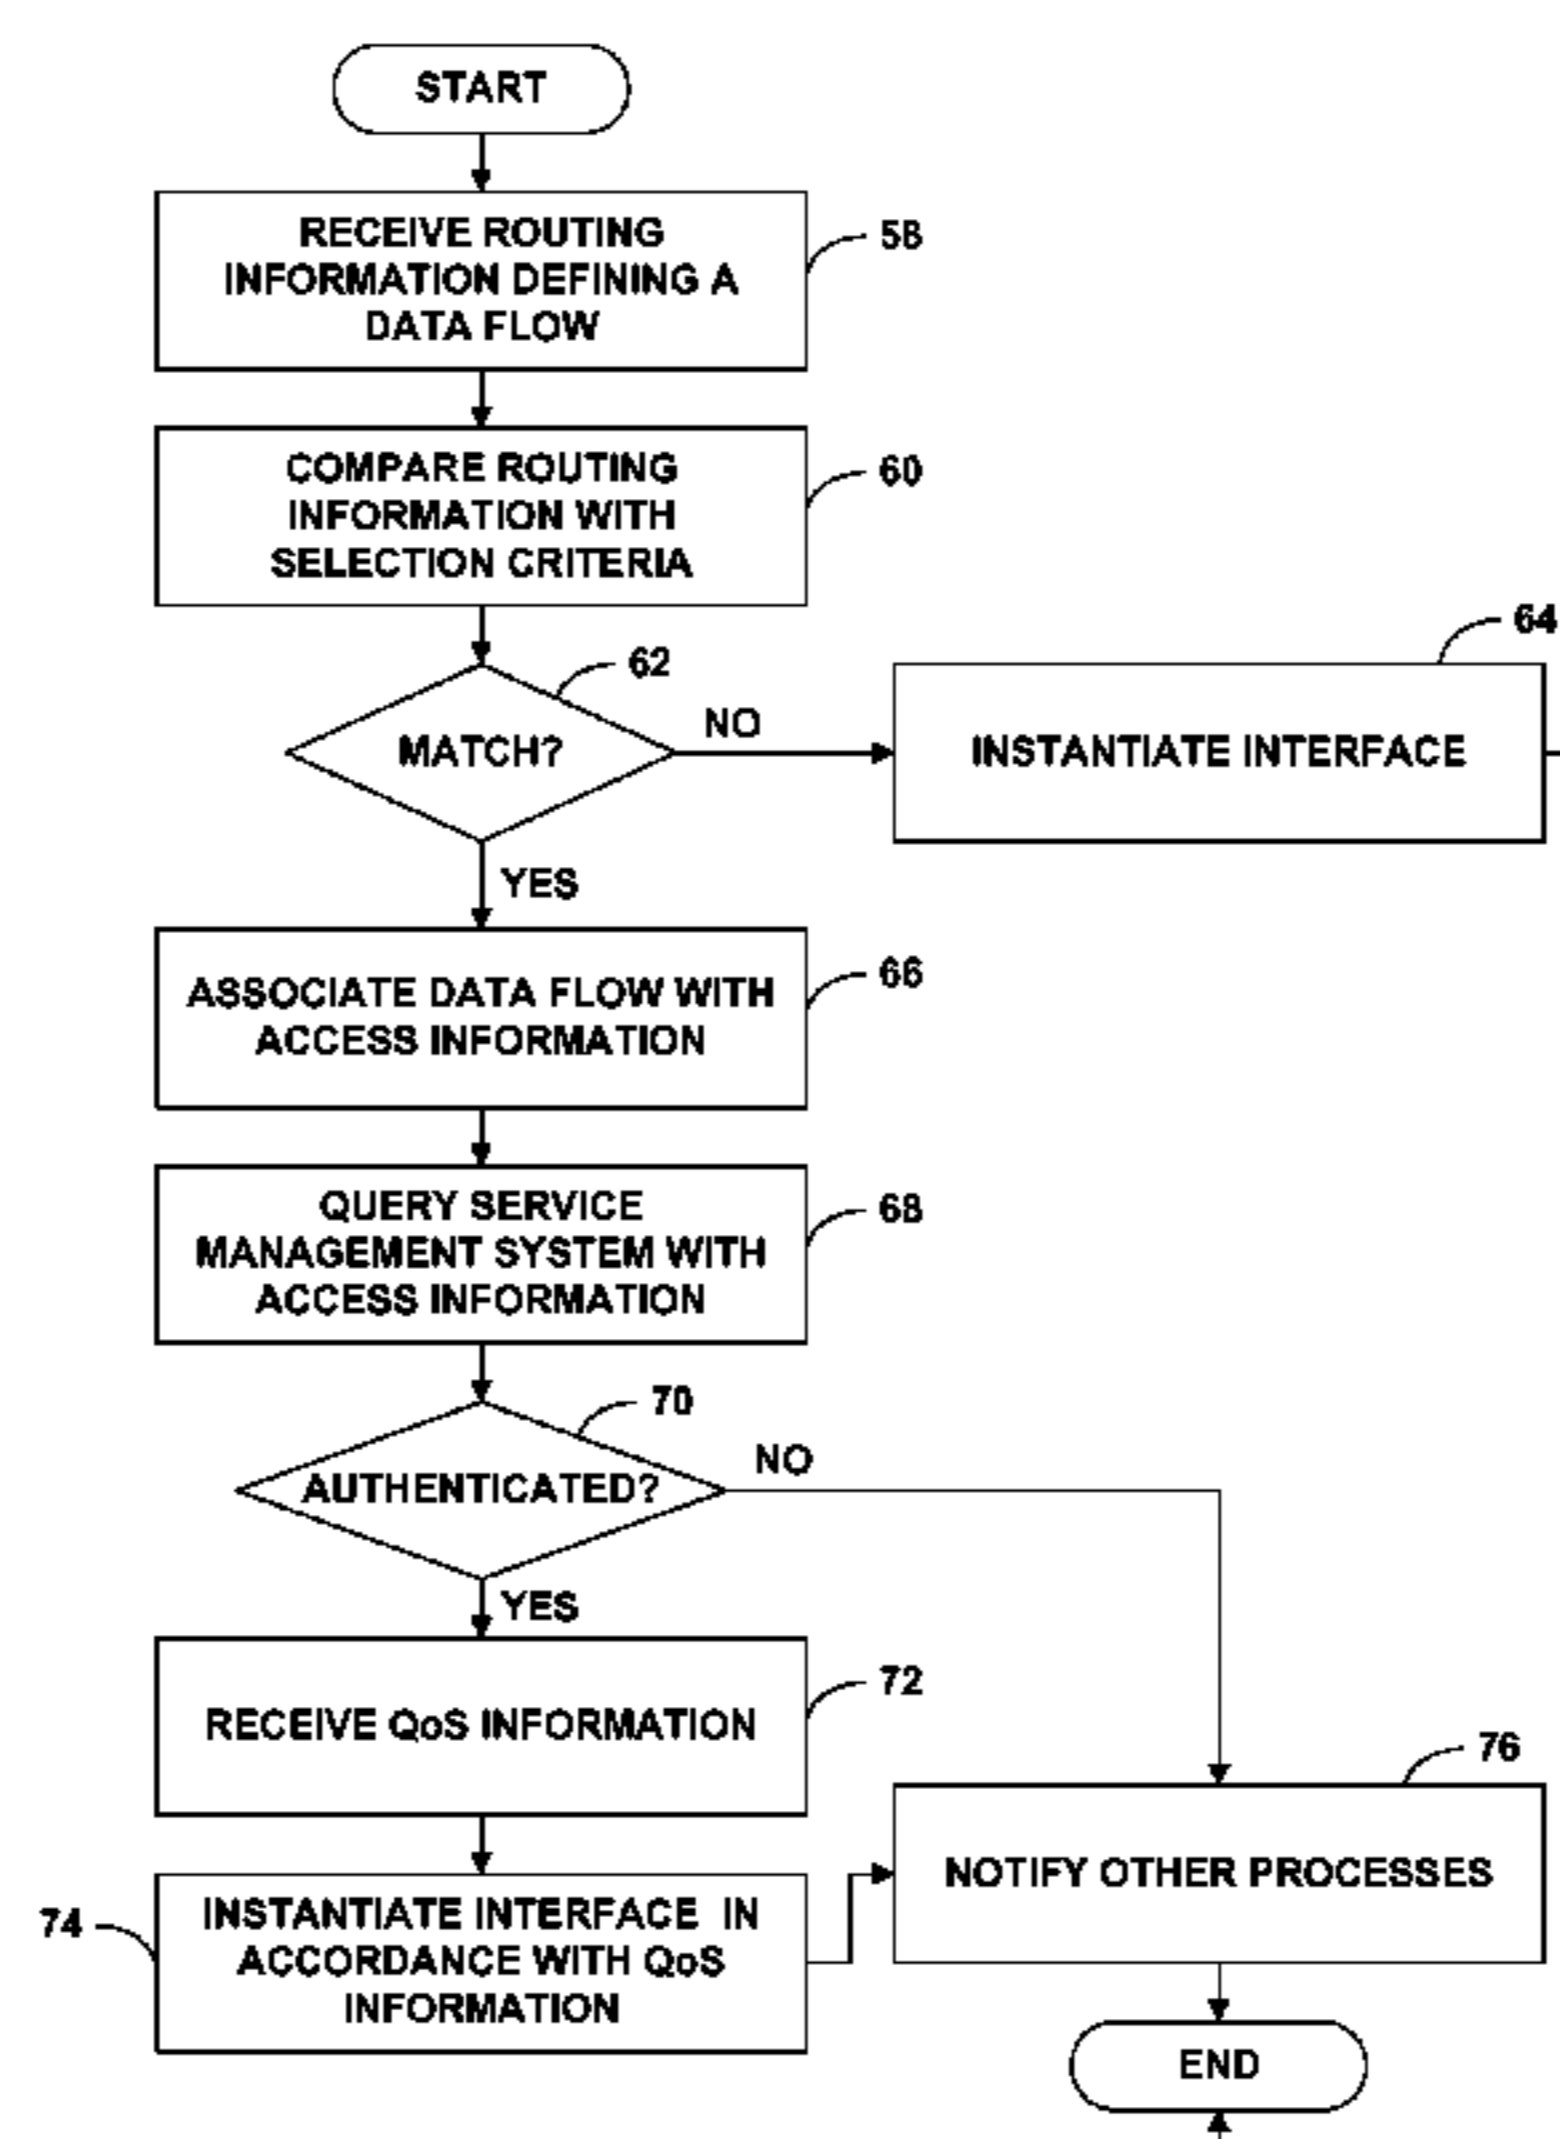 START
RECEIVE ROUTING
INFORMATION DEFINING A
DATA FLOW
58
COMPARE ROUTING
INFORMATION WITH
SELECTION CRITERIA
60
62
MATCH?
NO
64
INSTANTIATE INTERFACE
YES
ASSOCIATE DATA FLOW WITH
ACCESS INFORMATION
66
QUERY SERVICE
MANAGEMENT SYSTEM WITH
ACCESS INFORMATION
68
70
AUTHENTICATED?
NO
YES
RECEIVE QoS INFORMATION
72
76
NOTIFY OTHER PROCESSES
74
INSTANTIATE INTERFACE IN
ACCORDANCE WITH QoS
INFORMATION
END